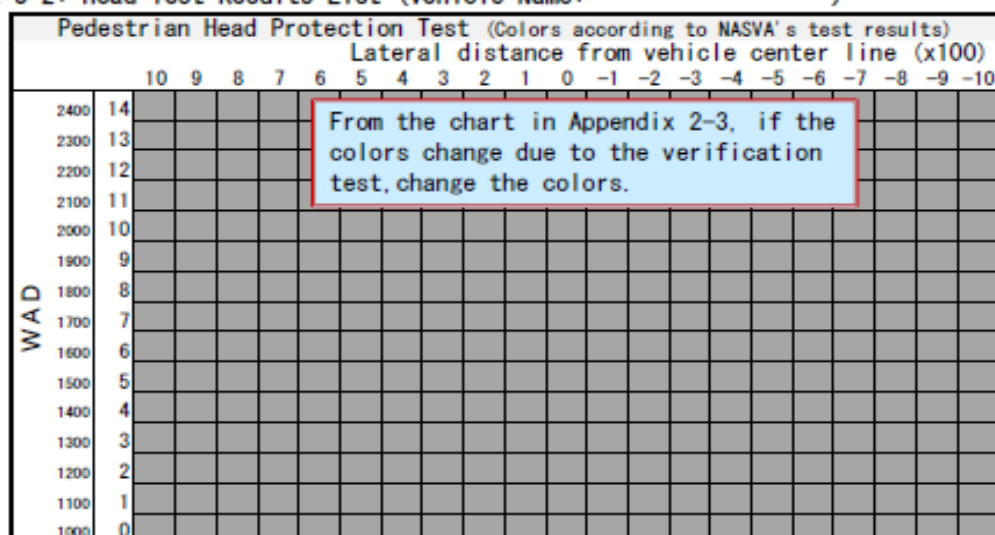 Pedestrian Head Protection Test (Colors according to NASVA's test results)
Lateral distance from vehicle center line (x100)
10 9 8 7 6 5 4 3 2 1 0 -1 -2 -3 -4 -5 -6 -7 -8 -9 -10
2400 14
2300 13
2200 12
2100 11
2000 10
1900 9
1800 8
1700 7
1600 6
1500 5
1400 4
1300 3
1200 2
1100 1
1000 0
WAD
From the chart in Appendix 2-3, if the
colors change due to the verification
test,change the colors.